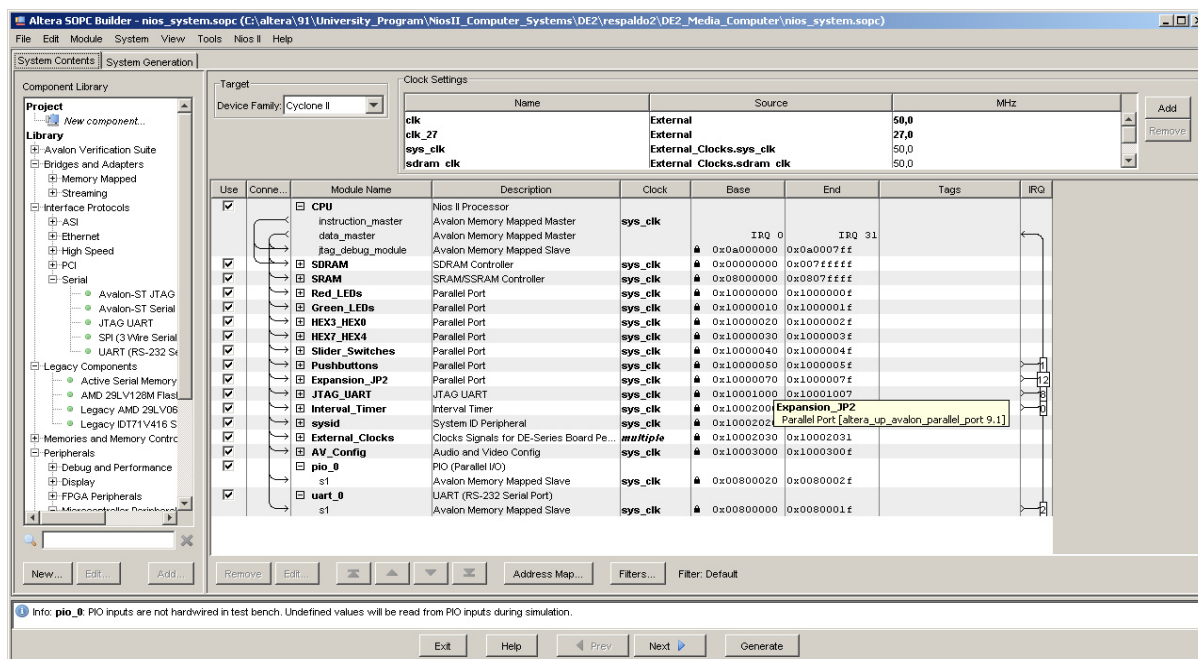 Altera SOPC Builder - nios_system.sopc (C:\altera\91\University_Program\NiosII_Computer_Systems\DE2\respaldo2\DE2_Media_Computer\nios_system.sopc)
File Edit Module System View Tools Nios II Help
System Contents System Generation
Component Library
Project
New component...
Library
Avalon Verification Suite
Bridges and Adapters
Memory Mapped
Streaming
Interface Protocols
ASI
Ethernet
High Speed
PCI
Serial
Avalon-ST JTAG
Avalon-ST Serial
JTAG UART
SPI (3 Wire Serial
UART (RS-232 Se
Legacy Components
Active Serial Memory
AMD 29LV128M Flas
Legacy AMD 29LV06
Legacy IDT71V416 S
Memories and Memory Contro
Peripherals
Debug and Performance
Display
FPGA Peripherals
Microcontroller Peripheral
New... Edit... Add...
Target
Device Family: Cyclone II
Clock Settings
Name Source MHz
clk External 50,0
clk_27 External 27,0
sys_clk External_Clocks.sys_clk 50,0
sdram_clk External_Clocks.sdram_clk 50,0
Add
Remove
Use Conne... Module Name Description Clock Base End Tags IRQ
CPU Nios II Processor
instruction_master Avalon Memory Mapped Master sys_clk
data_master Avalon Memory Mapped Master IRQ 0 IRQ 31
jtag_debug_module Avalon Memory Mapped Slave 0x0a000000 0x0a0007ff
SDRAM SDRAM Controller sys_clk 0x00000000 0x007fffff
SRAM SRAM/SSRAM Controller sys_clk 0x08000000 0x0807ffff
Red_LEDs Parallel Port sys_clk 0x10000000 0x1000000f
Green_LEDs Parallel Port sys_clk 0x10000010 0x1000001f
HEX3_HEX0 Parallel Port sys_clk 0x10000020 0x1000002f
HEX7_HEX4 Parallel Port sys_clk 0x10000030 0x1000003f
Slider_Switches Parallel Port sys_clk 0x10000040 0x1000004f
Pushbuttons Parallel Port sys_clk 0x10000050 0x1000005f 1
Expansion_JP2 Parallel Port sys_clk 0x10000070 0x1000007f 12
JTAG_UART JTAG UART sys_clk 0x10001000 0x10001007 8
Interval_Timer Interval Timer sys_clk 0x1000200 0
sysid System ID Peripheral sys_clk 0x1000202
External_Clocks Clocks Signals for DE-Series Board Pe... multiple 0x10002030 0x10002031
AV_Config Audio and Video Config sys_clk 0x10003000 0x1000300f
pio_0 PIO (Parallel I/O)
s1 Avalon Memory Mapped Slave sys_clk 0x00800020 0x0080002f
uart_0 UART (RS-232 Serial Port)
s1 Avalon Memory Mapped Slave sys_clk 0x00800000 0x0080001f 2
Expansion_JP2
Parallel Port [altera_up_avalon_parallel_port 9.1]
Remove Edit... Address Map... Filters... Filter: Default
Info: pio_0: PIO inputs are not hardwired in test bench. Undefined values will be read from PIO inputs during simulation.
Exit Help Prev Next Generate